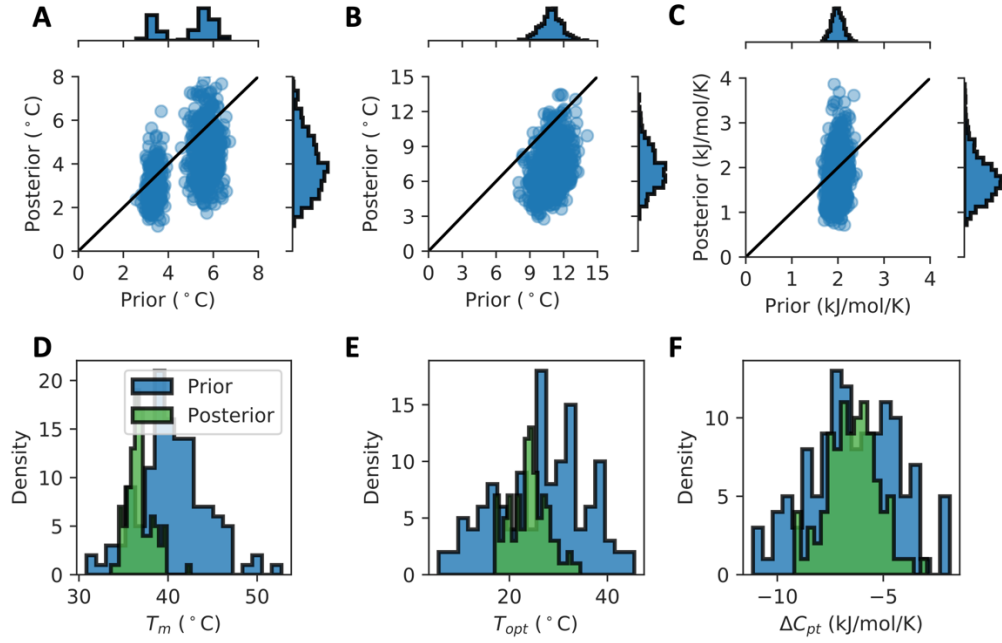 A
B
C
8
6
4
2
0
Posterior (°C)
0 2 4 6 8
Prior (°C)
15
12
9
6
3
0
Posterior (°C)
0 3 6 9 12 15
Prior (°C)
4
3
2
1
0
Posterior (kJ/mol/K)
0 1 2 3 4
Prior (kJ/mol/K)
D
E
F
20
15
10
5
0
Density
Prior
Posterior
30 40 50
T_m (°C)
15
10
5
0
Density
20 40
T_opt (°C)
10
5
0
Density
−10 −5
ΔC_pt (kJ/mol/K)